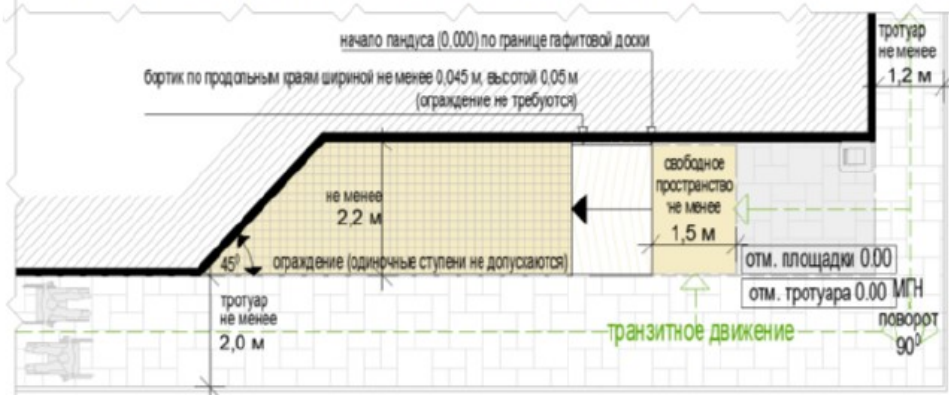 начало пандуса (0,000) по границе гафитовой доски
бортик по продольным краям шириной не менее 0,045 м, высотой 0,05 м
(ограждение не требуются)
тротуар
не менее
1,2 м
не менее
2,2 м
свободное
пространство
не менее
1,5 м
45⁰
ограждение (одиночные ступени не допускаются)
отм. площадки 0.00
отм. тротуара 0.00
МГН
поворот
90⁰
тротуар
не менее
2,0 м
транзитное движение